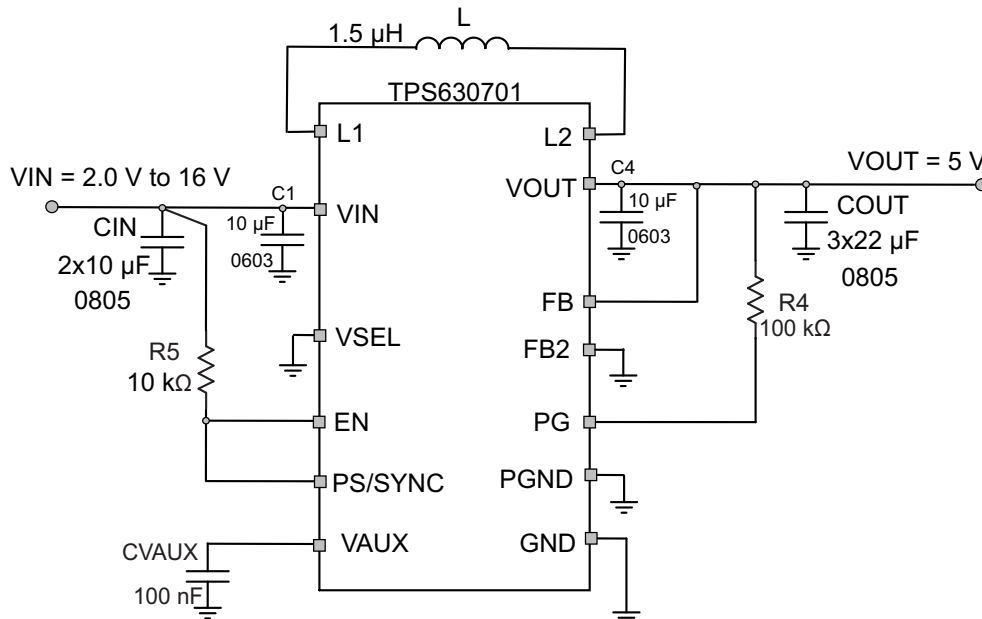 L
1.5 µH
TPS630701
L1
L2
VIN = 2.0 V to 16 V
C1
C4
VOUT = 5 V
VIN
VOUT
CIN
10 µF
10 µF
COUT
2x10 µF
0603
0603
3x22 µF
0805
0805
FB
R4
100 kΩ
VSEL
FB2
R5
10 kΩ
EN
PG
PS/SYNC
PGND
CVAUX
VAUX
GND
100 nF